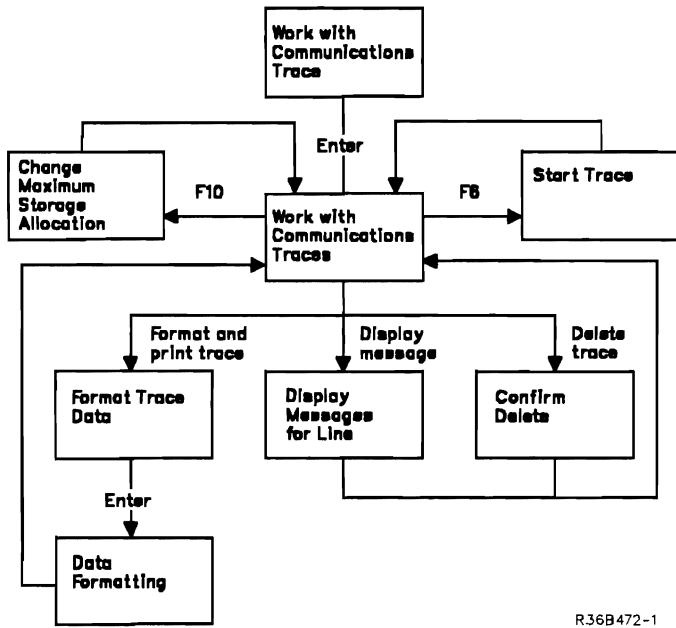 Work with
Communications
Trace
Enter
Change
Maximum
Storage
Allocation
F10
Work with
Communications
Traces
F6
Start Trace
Format and
print trace
Display
message
Delete
trace
Format Trace
Data
Display
Messages
for Line
Confirm
Delete
Enter
Data
Formatting
R36B472-1